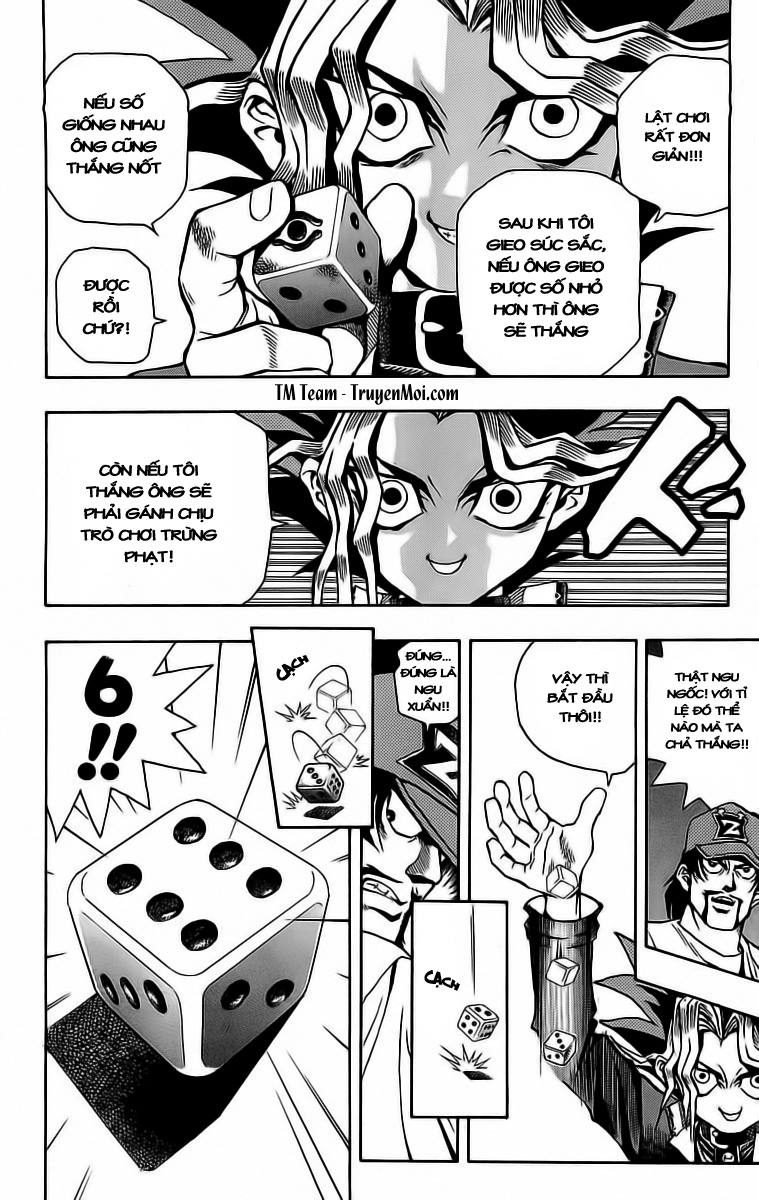 LẬT CHƠI
RẤT ĐƠN
GIẢN!!!
SAU KHI TÔI
GIEO SÚC SẮC,
NẾU ÔNG GIEO
ĐƯỢC SỐ NHỎ
HƠN THÌ ÔNG
SẼ THẮNG
NẾU SỐ
GIỐNG NHAU
ÔNG CŨNG
THẮNG NỐT
ĐƯỢC
RỒI
CHỨ?!
TM Team - TruyenMoi.com
ド
CÒN NẾU TÔI
THẮNG ÔNG SẼ
PHẢI GÁNH CHỊU
TRÒ CHƠI TRỪNG
PHẠT!
THẬT NGU
NGỐC! VỚI TỈ
LỆ ĐÓ THẾ
NÀO MÀ TA
CHẢ THẮNG!!
Z
VẬY THÌ
BẮT ĐẦU
THÔI!!
ĐÚNG...
ĐÚNG LÀ
NGU
XUẨN!!
CẠCH
CẠCH
6!!